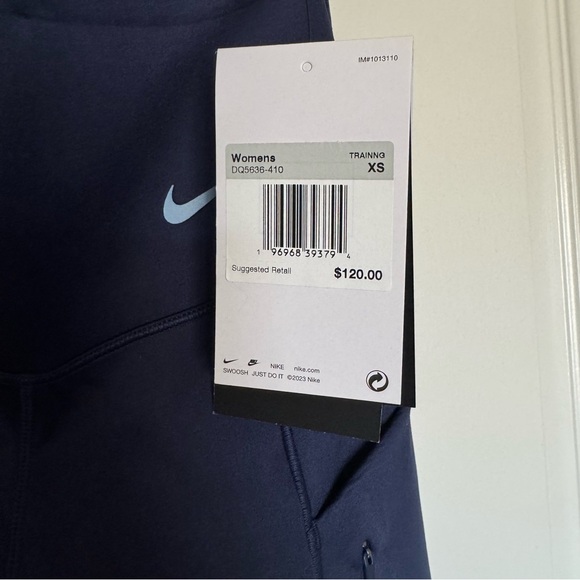 IM#1013110
Womens TRAINNG
DQ5636-410 XS
1 96968 39379 4
Suggested Retail $120.00
NIKE nike.com
SWOOSH JUST DO IT ©2023 Nike